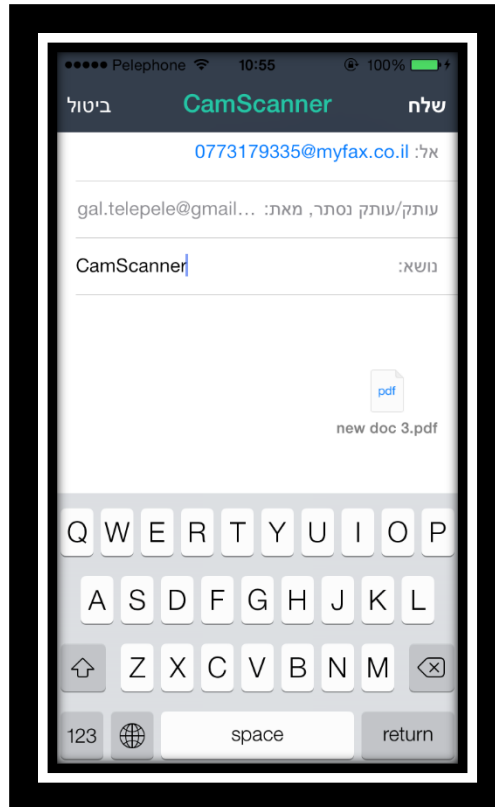 Pelephone 10:55 100%
ביטול CamScanner שלח
אל: 0773179335@myfax.co.il
עותק/עותק נסתר, מאת: gal.telepele@gmail...
נושא: CamScanner
pdf
new doc 3.pdf
Q W E R T Y U I O P
A S D F G H J K L
Z X C V B N M
123 space return